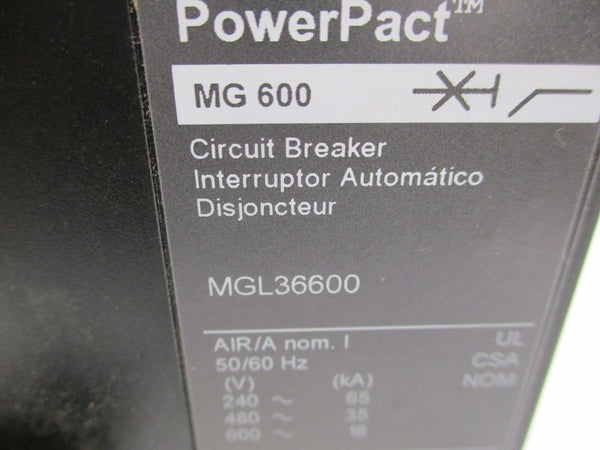 PowerPact™
MG 600
Circuit Breaker
Interruptor Automático
Disjoncteur
MGL36600
AIR/A nom. I UL
50/60 Hz CSA
(V) (kA) NOM
240 ~ 65
480 ~ 35
600 ~ 18